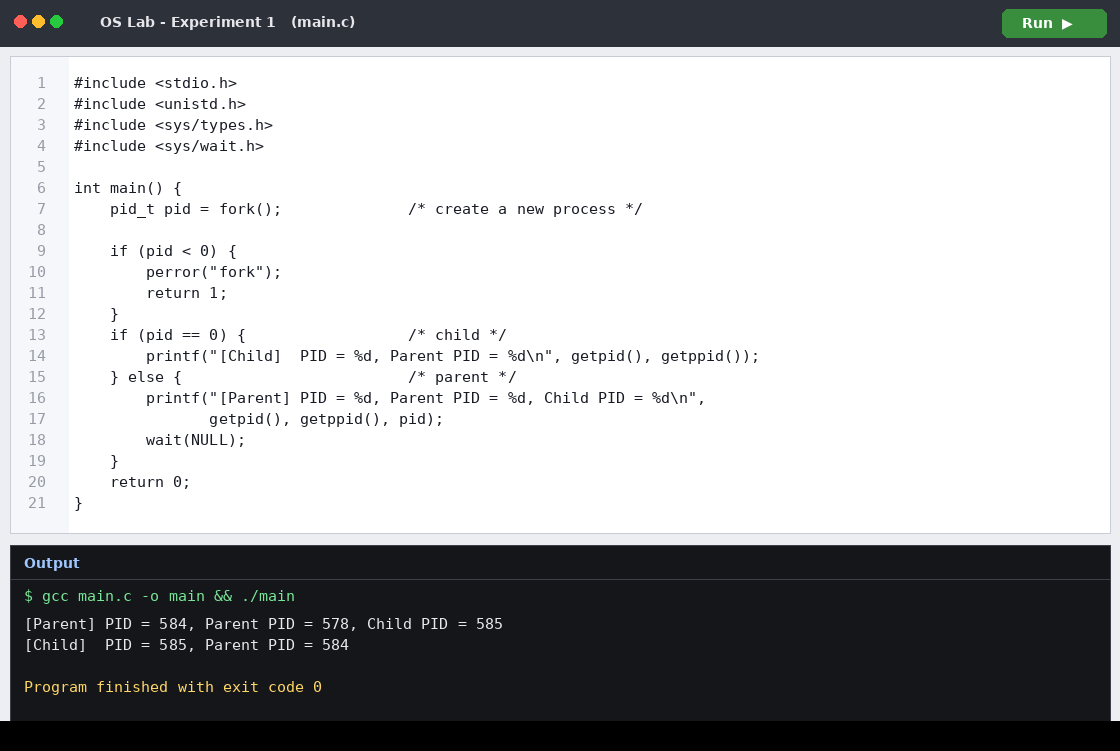 OS Lab - Experiment 1   (main.c)
Run ▶
1 #include <stdio.h>
2 #include <unistd.h>
3 #include <sys/types.h>
4 #include <sys/wait.h>
5
6 int main() {
7     pid_t pid = fork();              /* create a new process */
8
9     if (pid < 0) {
10         perror("fork");
11         return 1;
12     }
13     if (pid == 0) {                  /* child */
14         printf("[Child]  PID = %d, Parent PID = %d\n", getpid(), getppid());
15     } else {                         /* parent */
16         printf("[Parent] PID = %d, Parent PID = %d, Child PID = %d\n",
17                getpid(), getppid(), pid);
18         wait(NULL);
19     }
20     return 0;
21 }
Output
$ gcc main.c -o main && ./main
[Parent] PID = 584, Parent PID = 578, Child PID = 585
[Child]  PID = 585, Parent PID = 584
Program finished with exit code 0